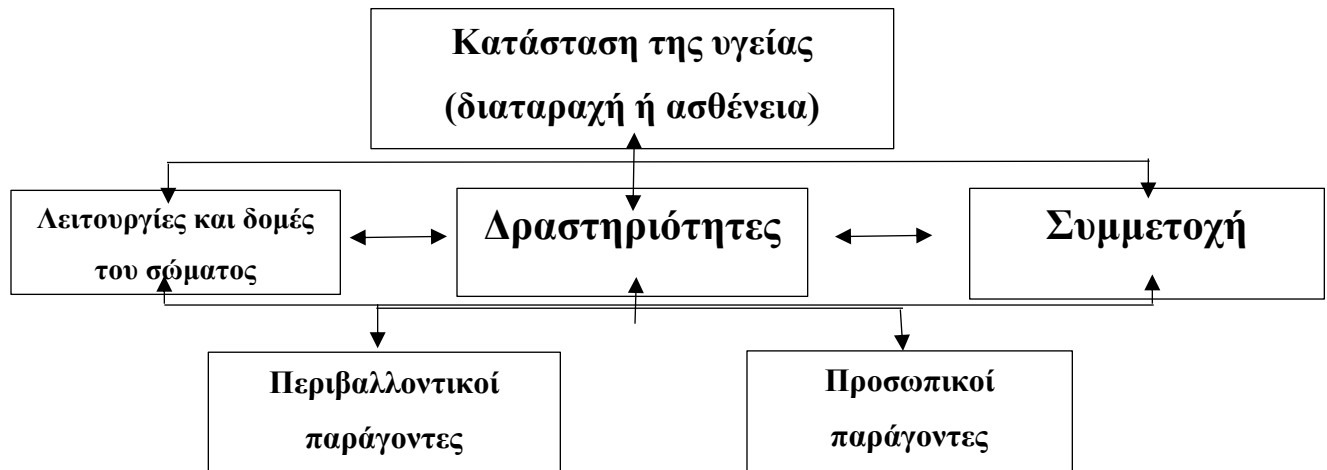 Κατάσταση της υγείας
(διαταραχή ή ασθένεια)
Λειτουργίες και δομές
του σώματος
Δραστηριότητες
Συμμετοχή
Περιβαλλοντικοί
παράγοντες
Προσωπικοί
παράγοντες